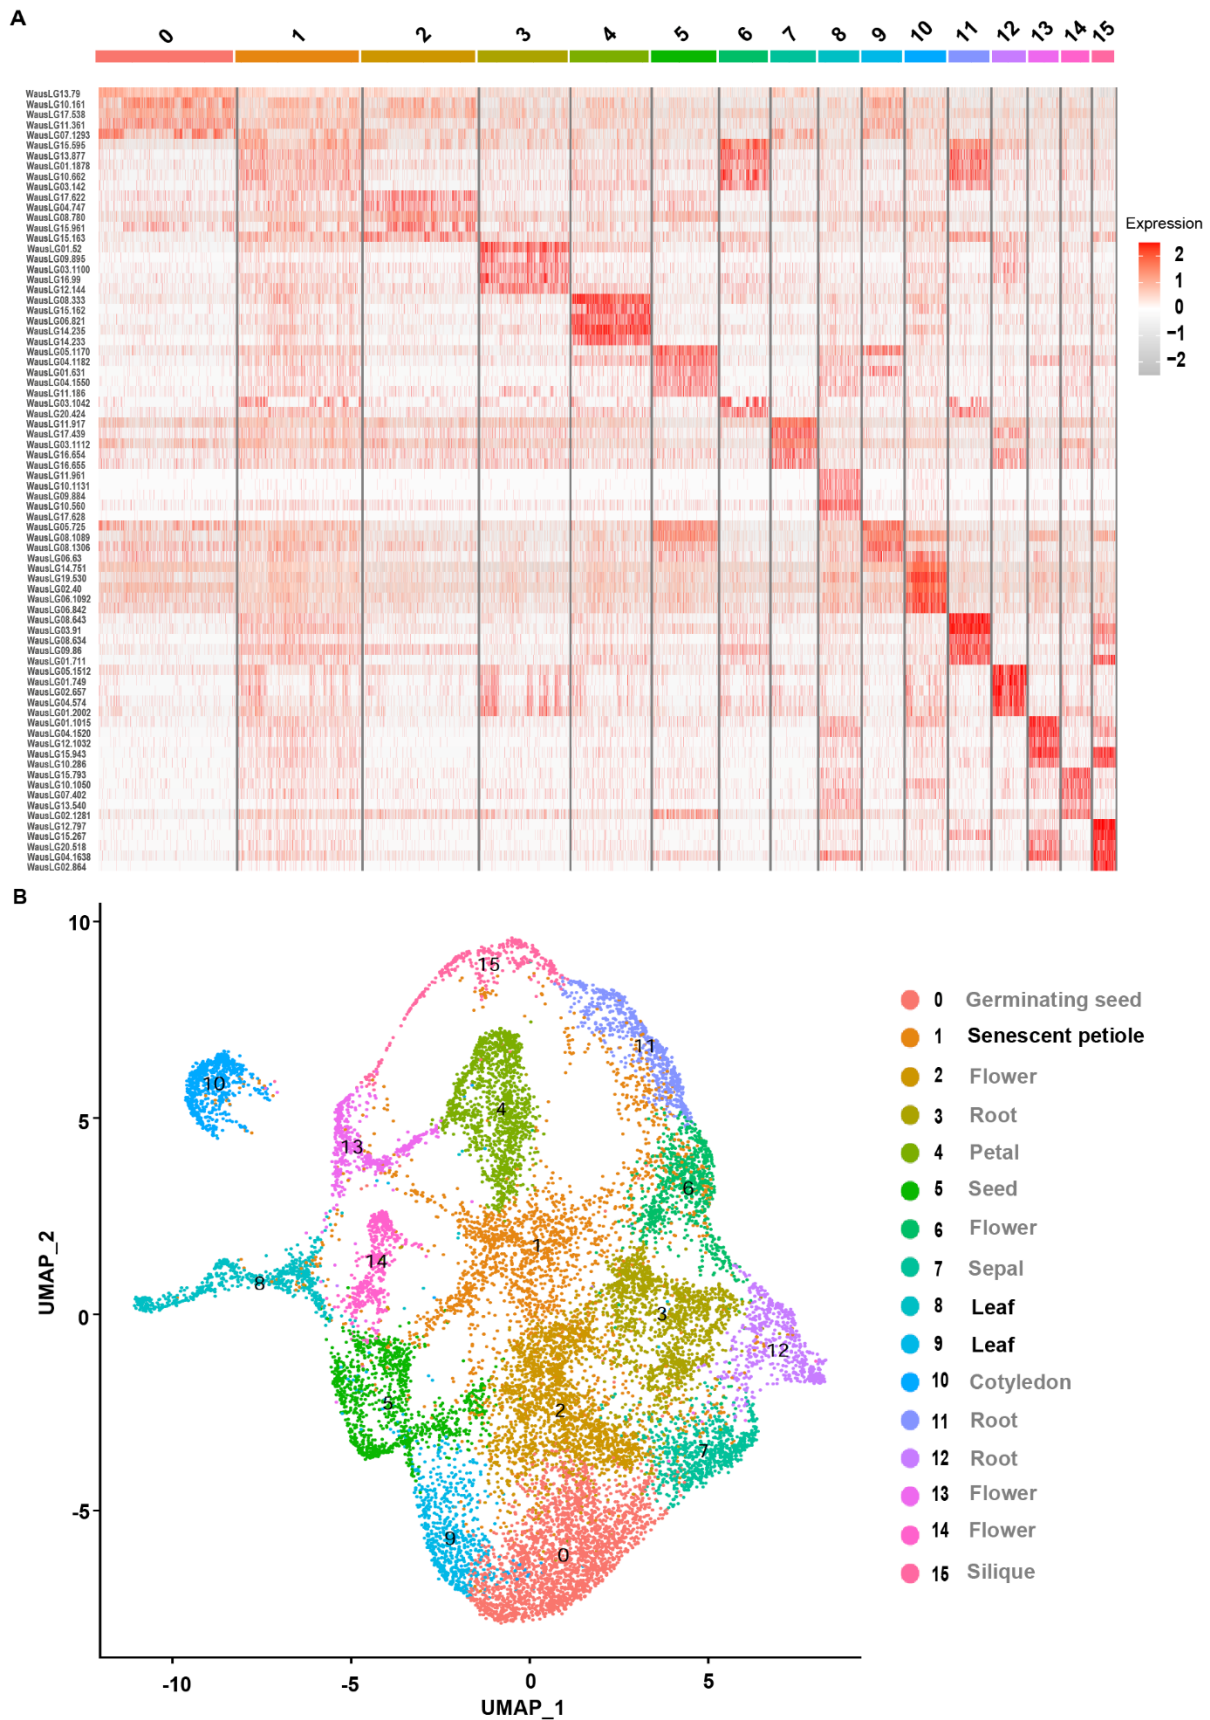 A
0 1 2 3 4 5 6 7 8 9 10 11 12 13 14 15
WausLG13.79
WausLG10.161
WausLG17.538
WausLG11.361
WausLG07.1293
WausLG15.595
WausLG13.877
WausLG01.1878
WausLG10.662
WausLG03.142
WausLG17.622
WausLG04.747
WausLG08.780
WausLG15.961
WausLG15.163
WausLG01.52
WausLG09.895
WausLG03.1100
WausLG16.99
WausLG12.144
WausLG08.333
WausLG15.162
WausLG06.821
WausLG14.235
WausLG14.233
WausLG05.1170
WausLG04.1182
WausLG01.631
WausLG04.1550
WausLG11.186
WausLG03.1042
WausLG20.424
WausLG11.917
WausLG17.439
WausLG03.1112
WausLG16.654
WausLG16.655
WausLG11.961
WausLG10.1131
WausLG09.884
WausLG10.560
WausLG17.628
WausLG05.725
WausLG08.1089
WausLG08.1306
WausLG06.63
WausLG14.751
WausLG19.530
WausLG02.40
WausLG06.1092
WausLG06.842
WausLG08.643
WausLG03.91
WausLG08.634
WausLG09.86
WausLG01.711
WausLG05.1512
WausLG01.749
WausLG02.657
WausLG04.574
WausLG01.2002
WausLG01.1015
WausLG04.1520
WausLG12.1032
WausLG15.943
WausLG10.286
WausLG15.793
WausLG10.1050
WausLG07.402
WausLG13.540
WausLG02.1281
WausLG12.797
WausLG15.267
WausLG20.518
WausLG04.1638
WausLG02.864
Expression
2
1
0
−1
−2
B
10
5
0
-5
UMAP_2
15
11
10
4
13
6
1
14
8
3
12
5
2
7
9
0
-10 -5 0 5
UMAP_1
0 Germinating seed
1 Senescent petiole
2 Flower
3 Root
4 Petal
5 Seed
6 Flower
7 Sepal
8 Leaf
9 Leaf
10 Cotyledon
11 Root
12 Root
13 Flower
14 Flower
15 Silique